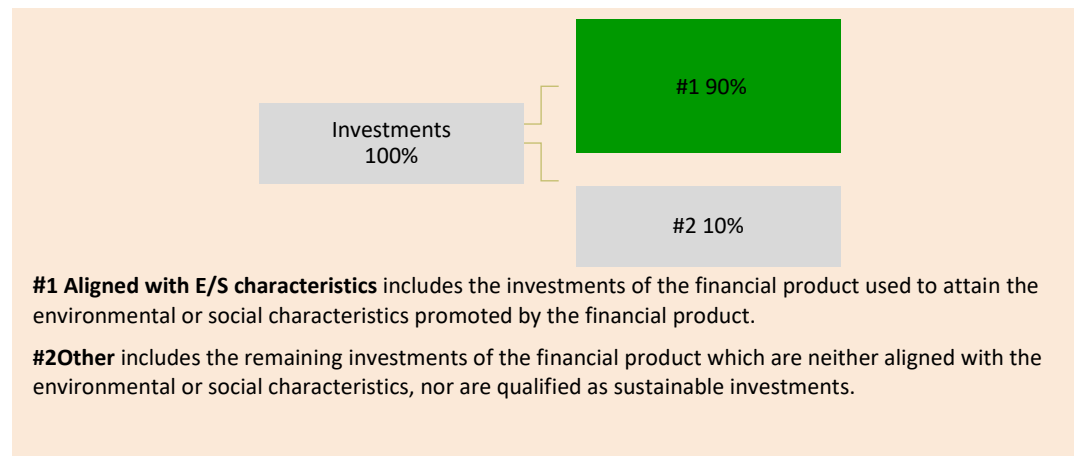 #1 90%
Investments
100%
#2 10%
#1 Aligned with E/S characteristics includes the investments of the financial product used to attain the
environmental or social characteristics promoted by the financial product.
#2Other includes the remaining investments of the financial product which are neither aligned with the
environmental or social characteristics, nor are qualified as sustainable investments.